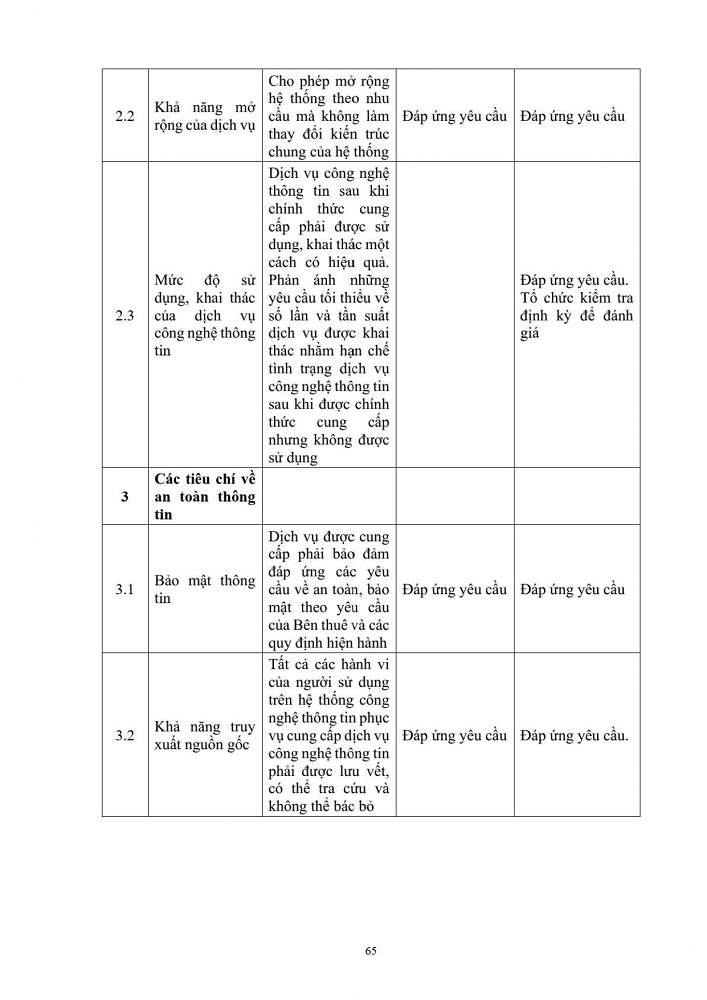 2.2
Khả năng mở
rộng của dịch vụ
Cho phép mở rộng
hệ thống theo nhu
cầu mà không làm
thay đổi kiến trúc
chung của hệ thống
Đáp ứng yêu cầu
Đáp ứng yêu cầu
2.3
Mức độ sử
dụng, khai thác
của dịch vụ
công nghệ thông
tin
Dịch vụ công nghệ
thông tin sau khi
chính thức cung
cấp phải được sử
dụng, khai thác một
cách có hiệu quả.
Phản ánh những
yêu cầu tối thiểu về
số lần và tần suất
dịch vụ được khai
thác nhằm hạn chế
tình trạng dịch vụ
công nghệ thông tin
sau khi được chính
thức cung cấp
nhưng không được
sử dụng
Đáp ứng yêu cầu.
Tổ chức kiểm tra
định kỳ để đánh
giá
3
Các tiêu chí về
an toàn thông
tin
3.1
Bảo mật thông
tin
Dịch vụ được cung
cấp phải bảo đảm
đáp ứng các yêu
cầu về an toàn, bảo
mật theo yêu cầu
của Bên thuê và các
quy định hiện hành
Đáp ứng yêu cầu
Đáp ứng yêu cầu
3.2
Khả năng truy
xuất nguồn gốc
Tất cả các hành vi
của người sử dụng
trên hệ thống công
nghệ thông tin phục
vụ cung cấp dịch vụ
công nghệ thông tin
phải được lưu vết,
có thể tra cứu và
không thể bác bỏ
Đáp ứng yêu cầu
Đáp ứng yêu cầu.
65